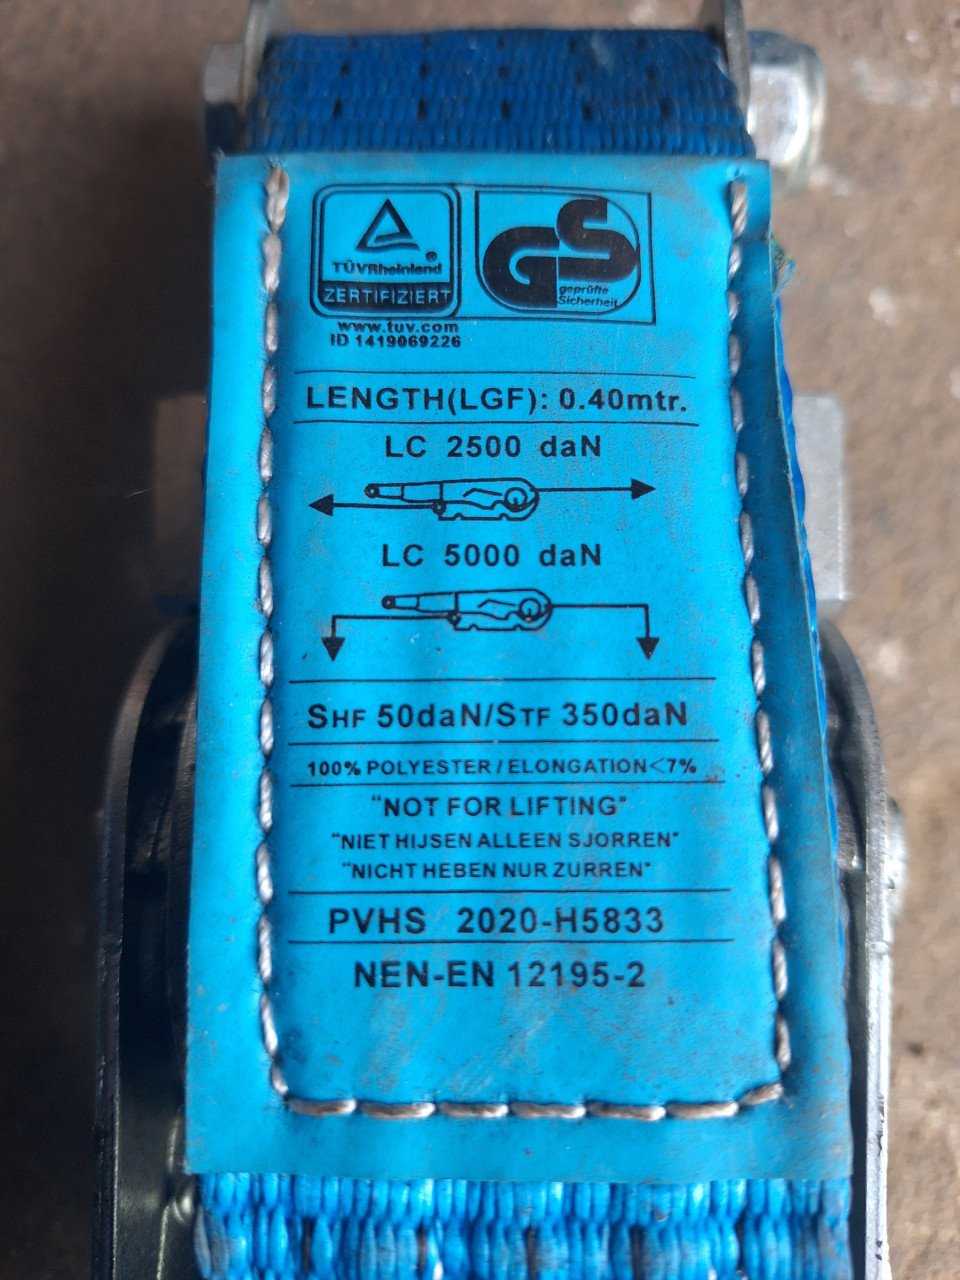 TÜVRheinland®
ZERTIFIZIERT
GS
geprüfte
Sicherheit
www.tuv.com
ID 1419069226
LENGTH(LGF): 0.40mtr.
LC 2500 daN
LC 5000 daN
SHF 50daN/STF 350daN
100% POLYESTER / ELONGATION<7%
"NOT FOR LIFTING"
"NIET HIJSEN ALLEEN SJORREN"
"NICHT HEBEN NUR ZURREN"
PVHS 2020-H5833
NEN-EN 12195-2